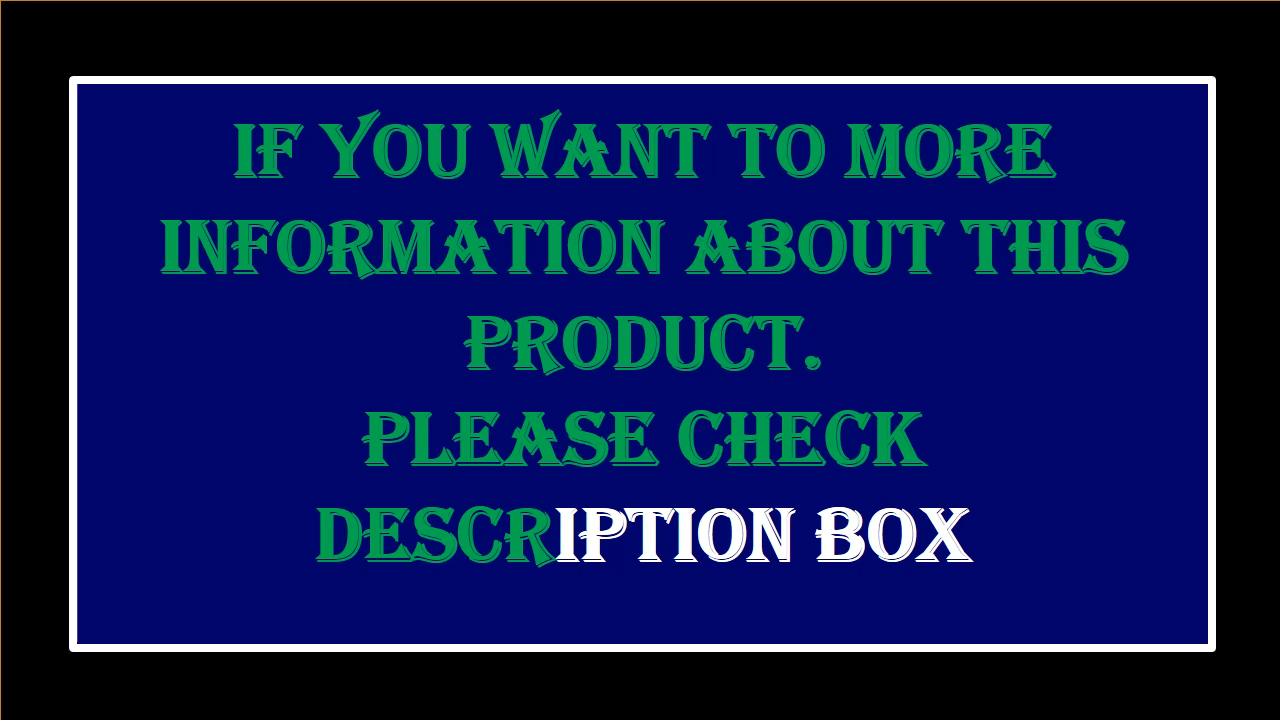 IF YOU WANT TO MORE
INFORMATION ABOUT THIS
PRODUCT.
PLEASE CHECK
DESCRIPTION BOX